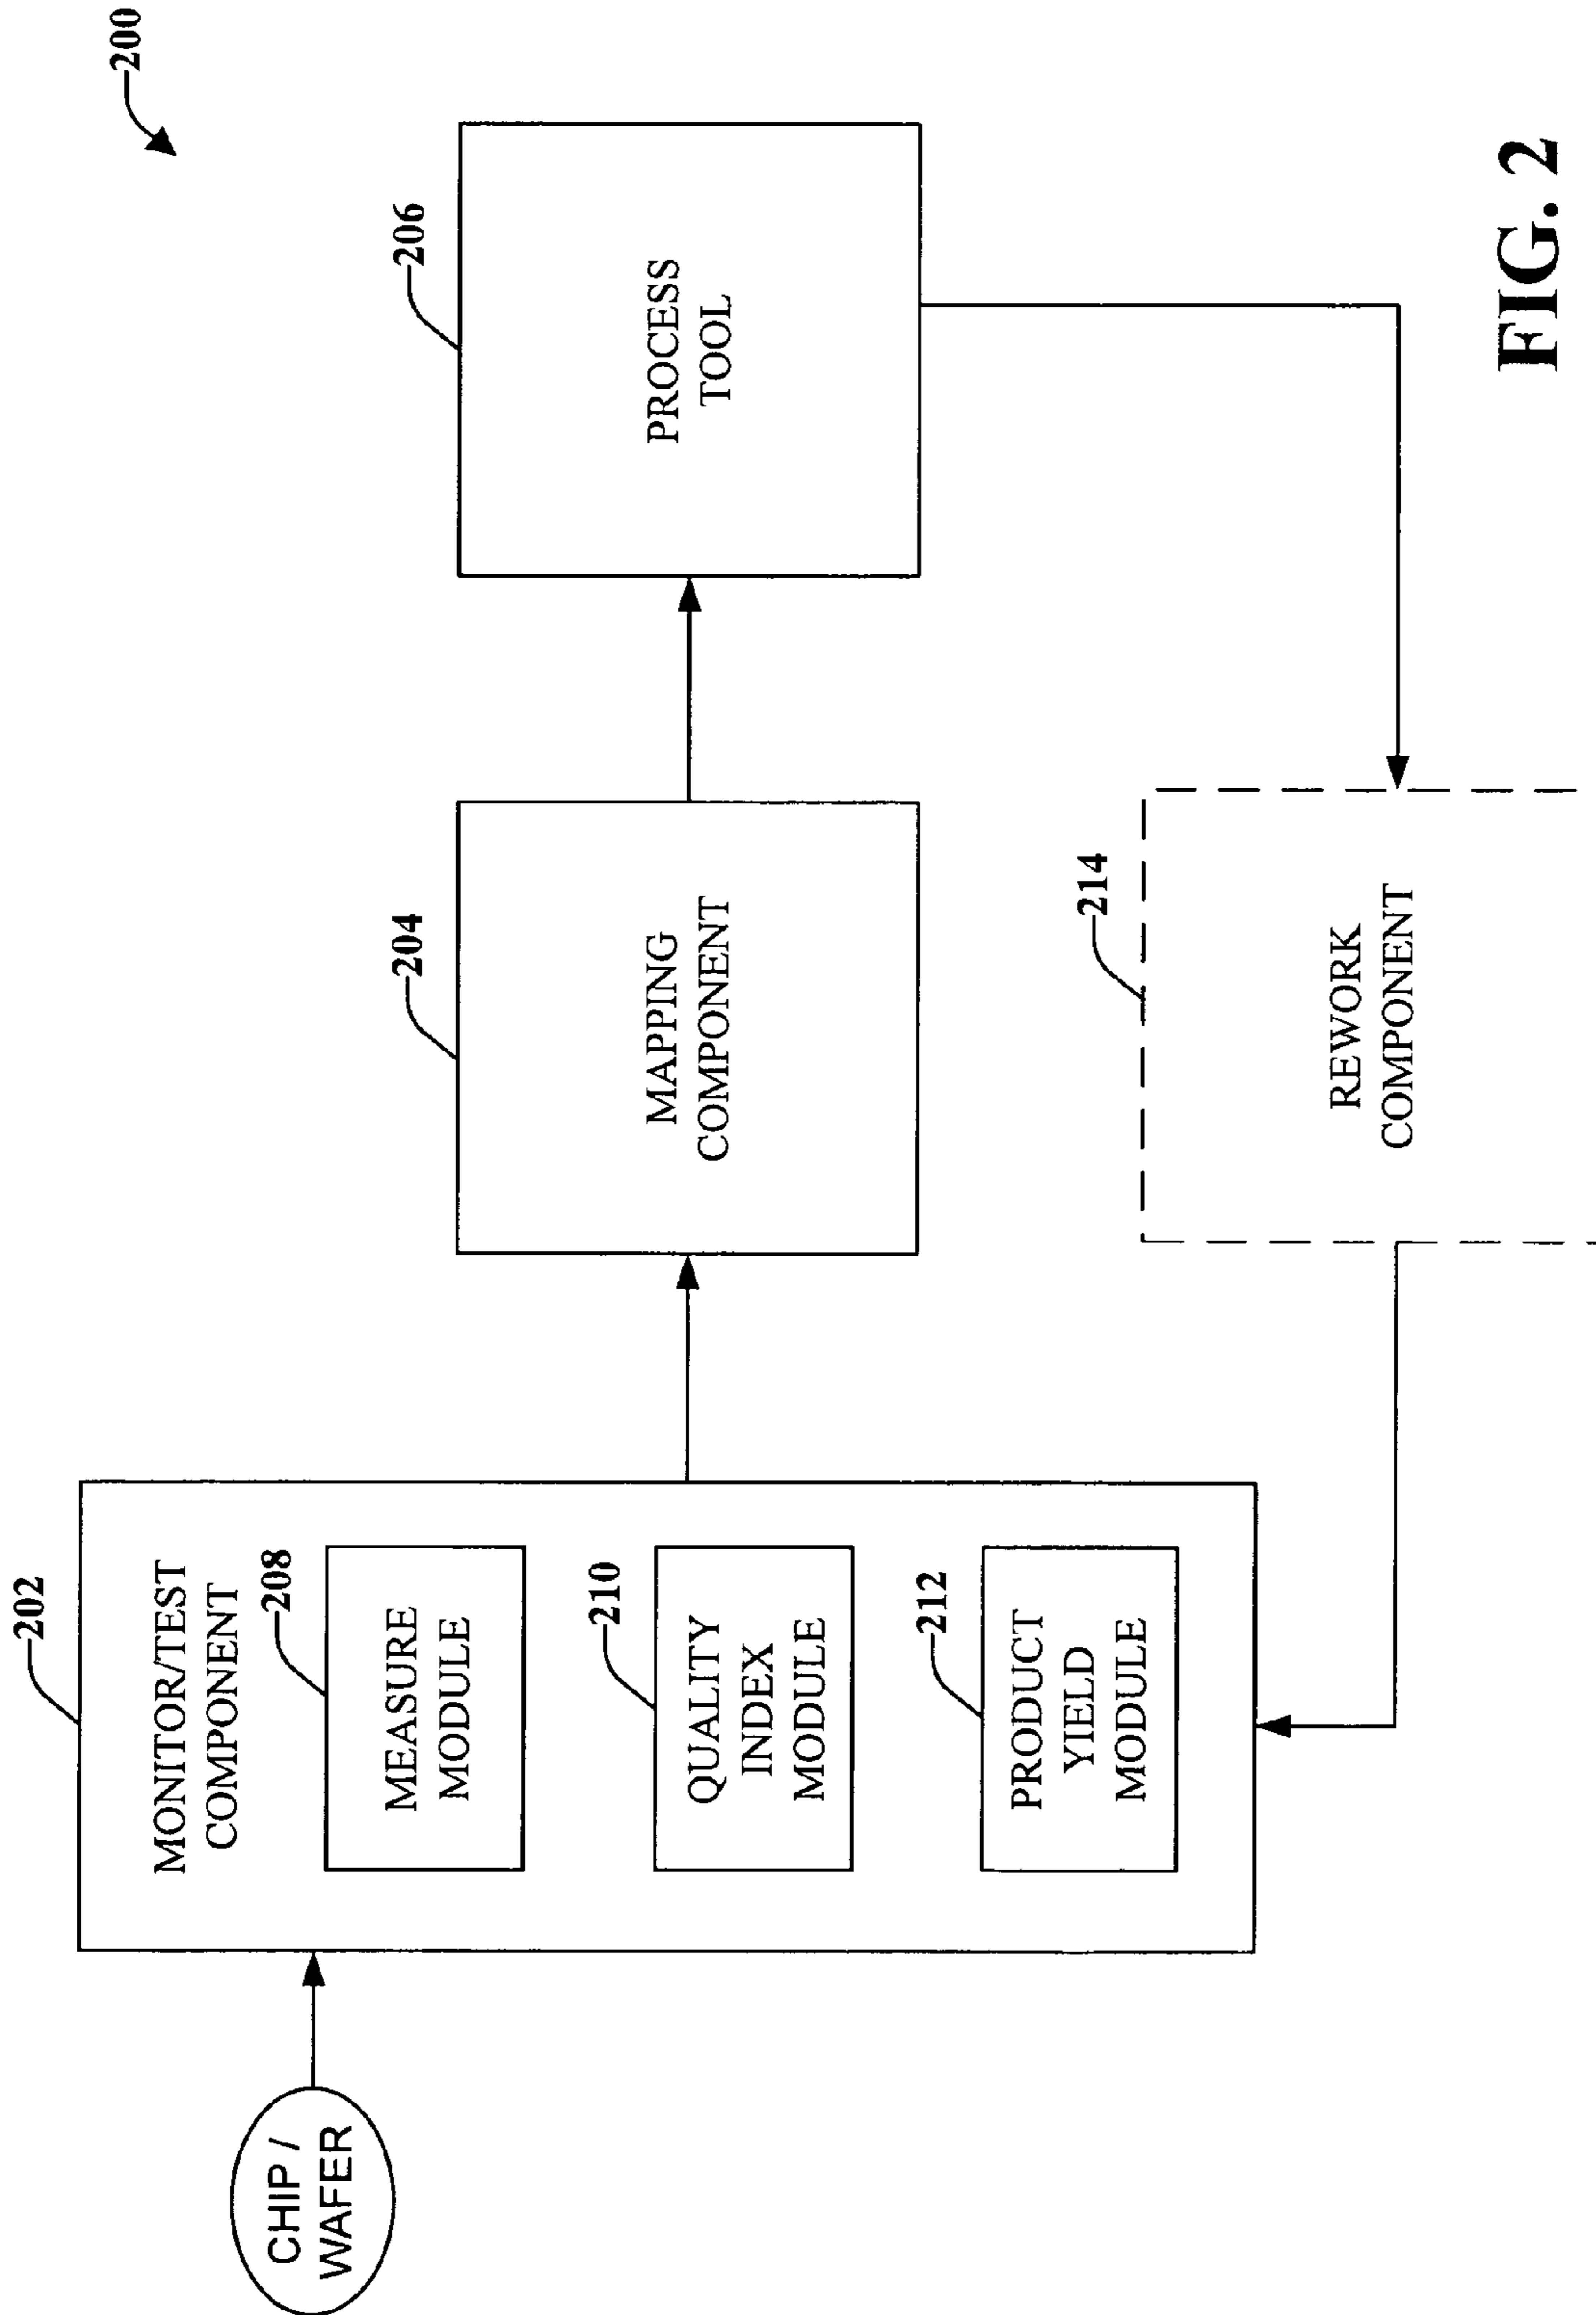 200
202
MONITOR/TEST
COMPONENT
208
MEASURE
MODULE
210
QUALITY
INDEX
MODULE
212
PRODUCT
YIELD
MODULE
CHIP /
WAFER
204
MAPPING
COMPONENT
206
PROCESS
TOOL
214
REWORK
COMPONENT
FIG. 2